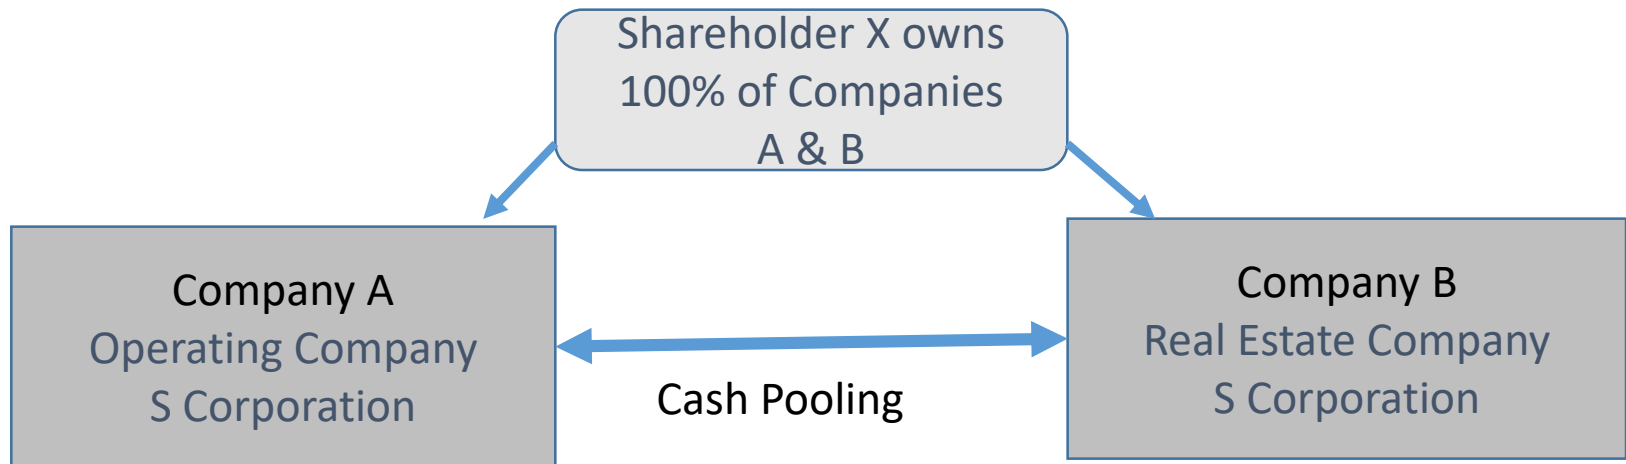 Shareholder X owns
100% of Companies
A & B
Company A
Operating Company
S Corporation
Cash Pooling
Company B
Real Estate Company
S Corporation